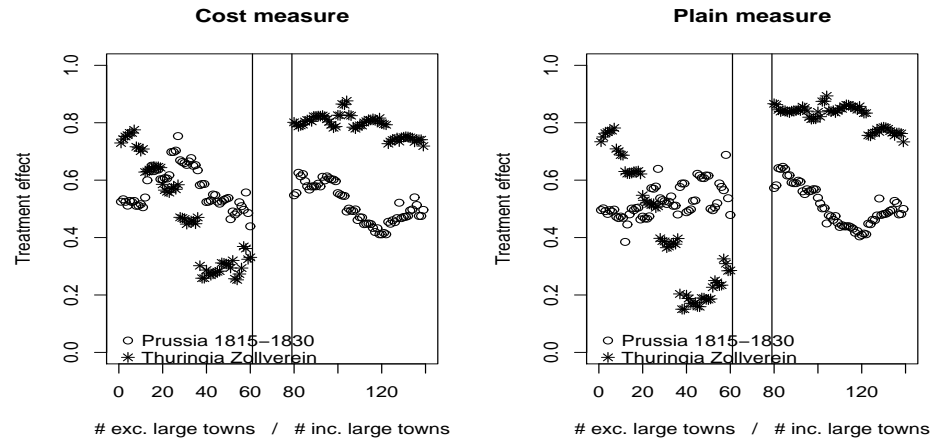 Cost measure
Treatment effect
1.0
0.8
0.6
0.4
0.2
0.0
Prussia 1815−1830
Thuringia Zollverein
0 20 40 60 80 120
# exc. large towns / # inc. large towns
Plain measure
Treatment effect
1.0
0.8
0.6
0.4
0.2
0.0
Prussia 1815−1830
Thuringia Zollverein
0 20 40 60 80 120
# exc. large towns / # inc. large towns